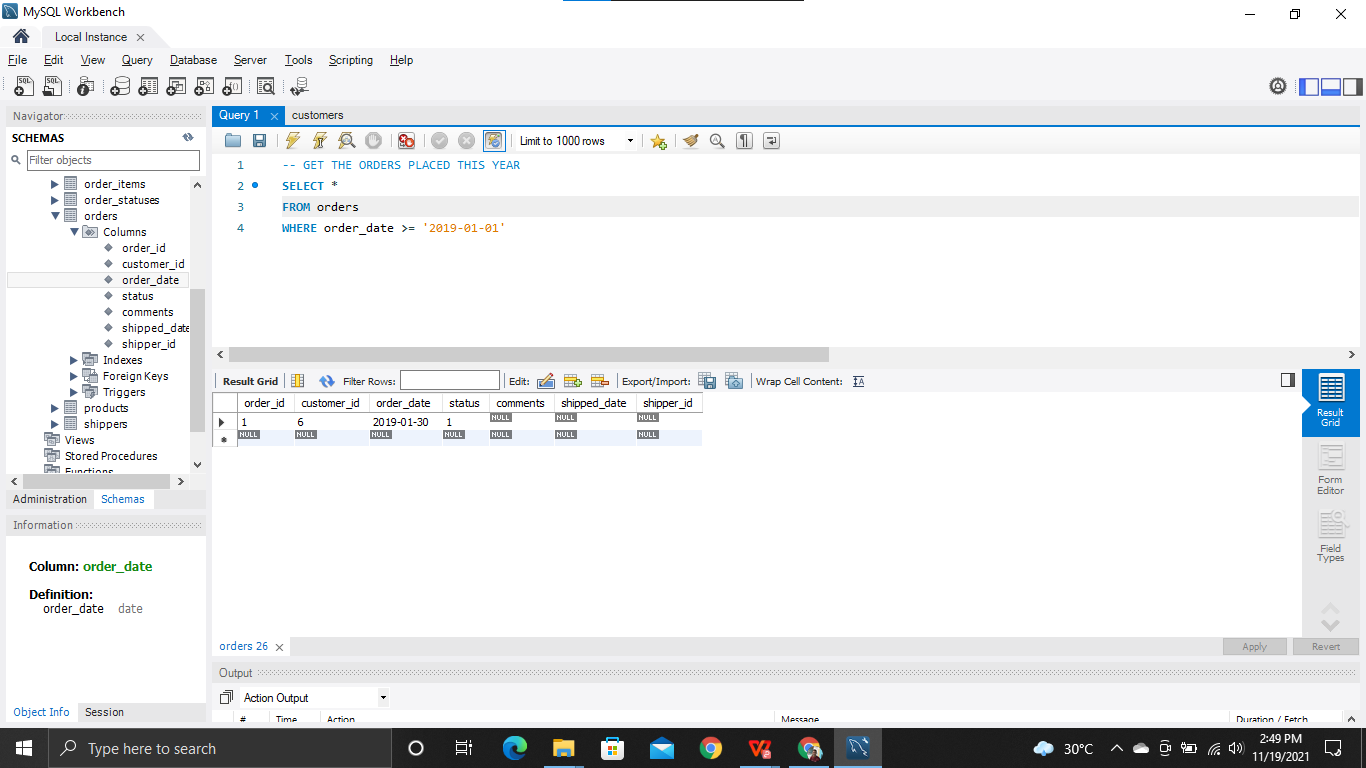 MySQL Workbench
Local Instance
File Edit View Query Database Server Tools Scripting Help
Navigator
SCHEMAS
Filter objects
order_items
order_statuses
orders
Columns
order_id
customer_id
order_date
status
comments
shipped_date
shipper_id
Indexes
Foreign Keys
Triggers
products
shippers
Views
Stored Procedures
Functions
Administration Schemas
Information
Column: order_date
Definition:
order_date date
Object Info Session
Query 1 customers
Limit to 1000 rows
1 -- GET THE ORDERS PLACED THIS YEAR
2 SELECT *
3 FROM orders
4 WHERE order_date >= '2019-01-01'
Result Grid Filter Rows: Edit: Export/Import: Wrap Cell Content:
order_id customer_id order_date status comments shipped_date shipper_id
1 6 2019-01-30 1 NULL NULL NULL
NULL NULL NULL NULL NULL NULL NULL
Result
Grid
Form
Editor
Field
Types
orders 26
Apply Revert
Output
Action Output
# Time Action Message Duration / Fetch
Type here to search
30°C
2:49 PM
11/19/2021